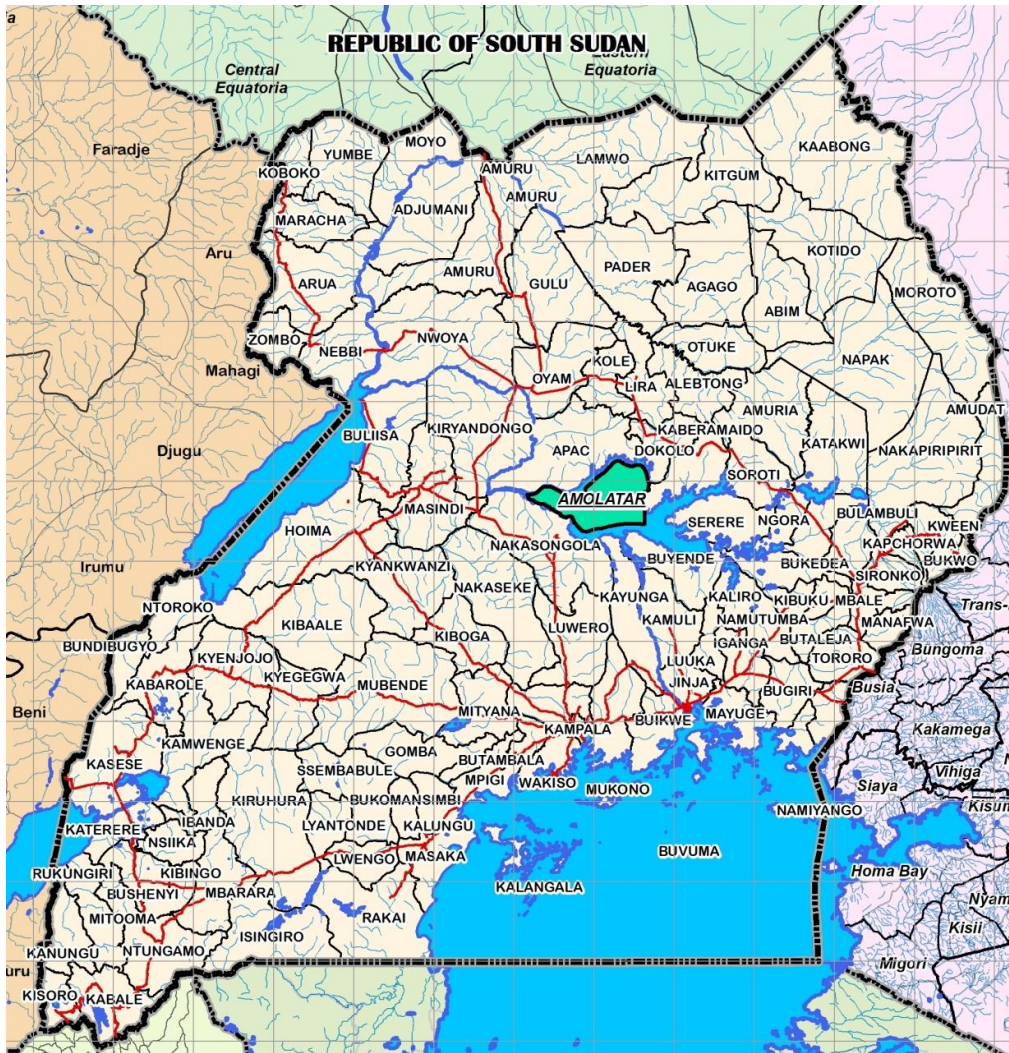 a
REPUBLIC OF SOUTH SUDAN
Central
Equatoria
Eastern
Equatoria
Faradje
YUMBE
MOYO
KAABONG
KOBOKO
AMURU
LAMWO
KITGUM
MARACHA
ADJUMANI
AMURU
Aru
KOTIDO
ARUA
AMURU
GULU
PADER
AGAGO
MOROTO
ABIM
ZOMBO
NEBBI
NWOYA
OTUKE
NAPAK
Mahagi
KOLE
OYAM
LIRA
ALEBTONG
AMUDAT
BULIISA
KIRYANDONGO
AMURIA
KABERAMAIDO
KATAKWI
Djugu
APAC
DOKOLO
NAKAPIRIPIRIT
SOROTI
AMOLATAR
MASINDI
BULAMBULI
SERERE
NGORA
KWEEN
HOIMA
NAKASONGOLA
KAPCHORWA
BUYENDE
BUKEDEA
BUKWO
Irumu
KYANKWANZI
SIRONKO
NAKASEKE
KAYUNGA
KALIRO
KIBUKU
MBALE
NTOROKO
KIBAALE
KAMULI
NAMUTUMBA
MANAFWA
Trans-
BUNDIBUGYO
KIBOGA
LUWERO
IGANGA
BUTALEJA
Bungoma
KYENJOJO
LUUKA
TORORO
KYEGEGWA
JINJA
KABAROLE
MUBENDE
BUGIRI
Busia
Beni
MITYANA
BUIKWE
MAYUGE
KAMPALA
Kakamega
KAMWENGE
GOMBA
BUTAMBALA
KASESE
SSEMBABULE
MPIGI
WAKISO
MUKONO
Vihiga
Siaya
KIRUHURA
BUKOMANSIMBI
NAMIYANGO
Kisum
IBANDA
KATERERE
LYANTONDE
KALUNGU
NSIIKA
LWENGO
MASAKA
BUVUMA
RUKUNGIRI
KIBINGO
Homa Bay
BUSHENYI
MBARARA
KALANGALA
Nyam
MITOOMA
RAKAI
Kisii
ISINGIRO
KANUNGU
NTUNGAMO
Migori
uru
KISORO
KABALE